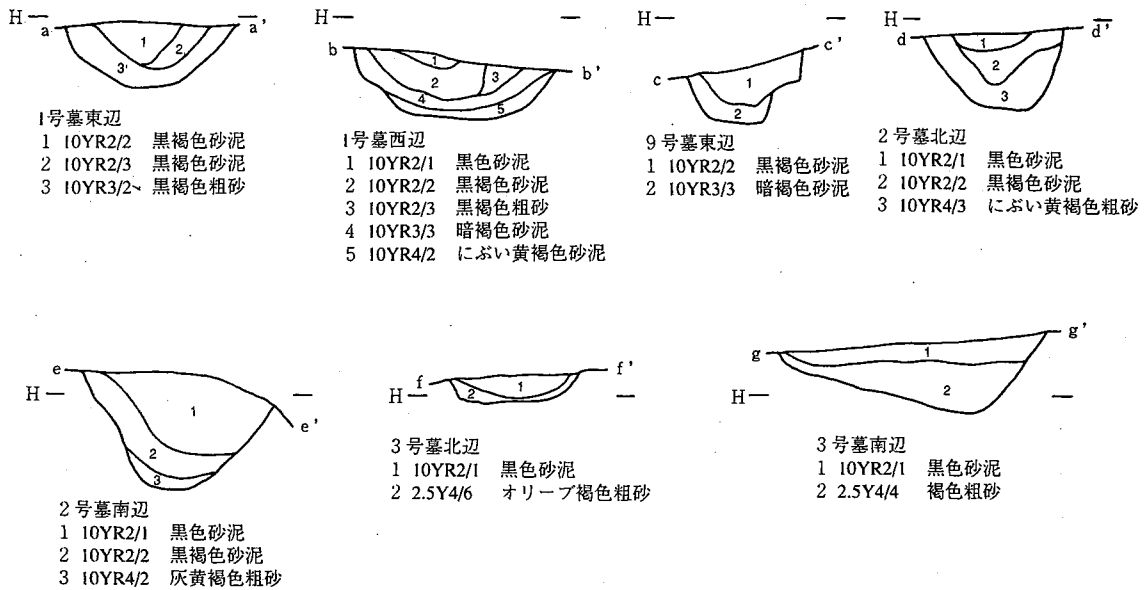 H
a
a'
1
2
3
1号墓東辺
1 10YR2/2 黒褐色砂泥
2 10YR2/3 黒褐色砂泥
3 10YR3/2 黒褐色粗砂
H
b
b'
1
2
3
4
5
1号墓西辺
1 10YR2/1 黒色砂泥
2 10YR2/2 黒褐色砂泥
3 10YR2/3 黒褐色粗砂
4 10YR3/3 暗褐色砂泥
5 10YR4/2 にぶい黄褐色砂泥
H
c
c'
1
2
9号墓東辺
1 10YR2/2 黒褐色砂泥
2 10YR3/3 暗褐色砂泥
H
d
d'
1
2
3
2号墓北辺
1 10YR2/1 黒色砂泥
2 10YR2/2 黒褐色砂泥
3 10YR4/3 にぶい黄褐色粗砂
e
H
e'
1
2
3
2号墓南辺
1 10YR2/1 黒色砂泥
2 10YR2/2 黒褐色砂泥
3 10YR4/2 灰黄褐色粗砂
f
f'
H
1
2
3号墓北辺
1 10YR2/1 黒色砂泥
2 2.5Y4/6 オリーブ褐色粗砂
g
g'
H
1
2
3号墓南辺
1 10YR2/1 黒色砂泥
2 2.5Y4/4 褐色粗砂